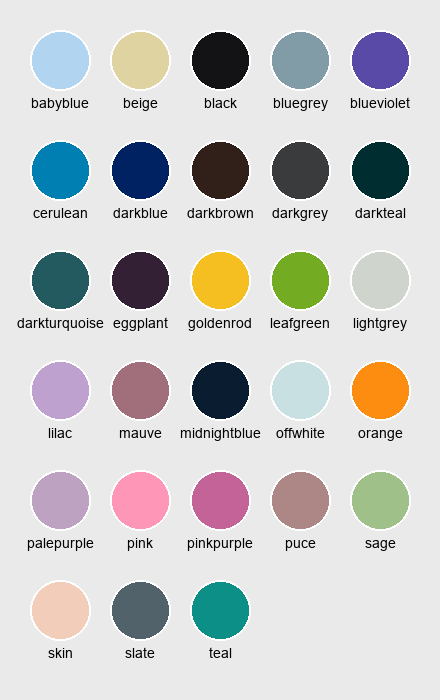 babyblue beige black bluegrey blueviolet
cerulean darkblue darkbrown darkgrey darkteal
darkturquoise eggplant goldenrod leafgreen lightgrey
lilac mauve midnightblue offwhite orange
palepurple pink pinkpurple puce sage
skin slate teal